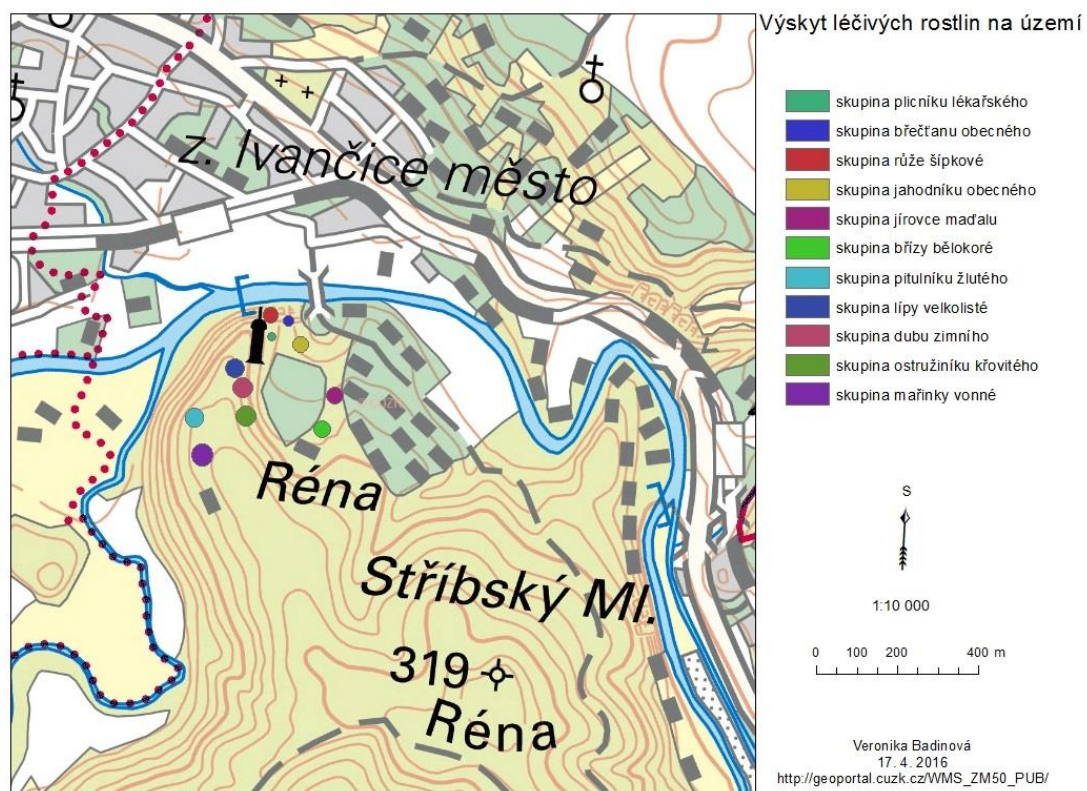 Výskyt léčivých rostlin na území
z. Ivančice město
Réna
Stříbský Ml.
319
Réna
skupina plicníku lékařského
skupina břečťanu obecného
skupina růže šípkové
skupina jahodníku obecného
skupina jírovce maďalu
skupina břízy bělokoré
skupina pitulníku žlutého
skupina lípy velkolisté
skupina dubu zimního
skupina ostružiníku křovitého
skupina mařinky vonné
S
1:10 000
0 100 200 400 m
Veronika Badinová
17. 4. 2016
http://geoportal.cuzk.cz/WMS_ZM50_PUB/